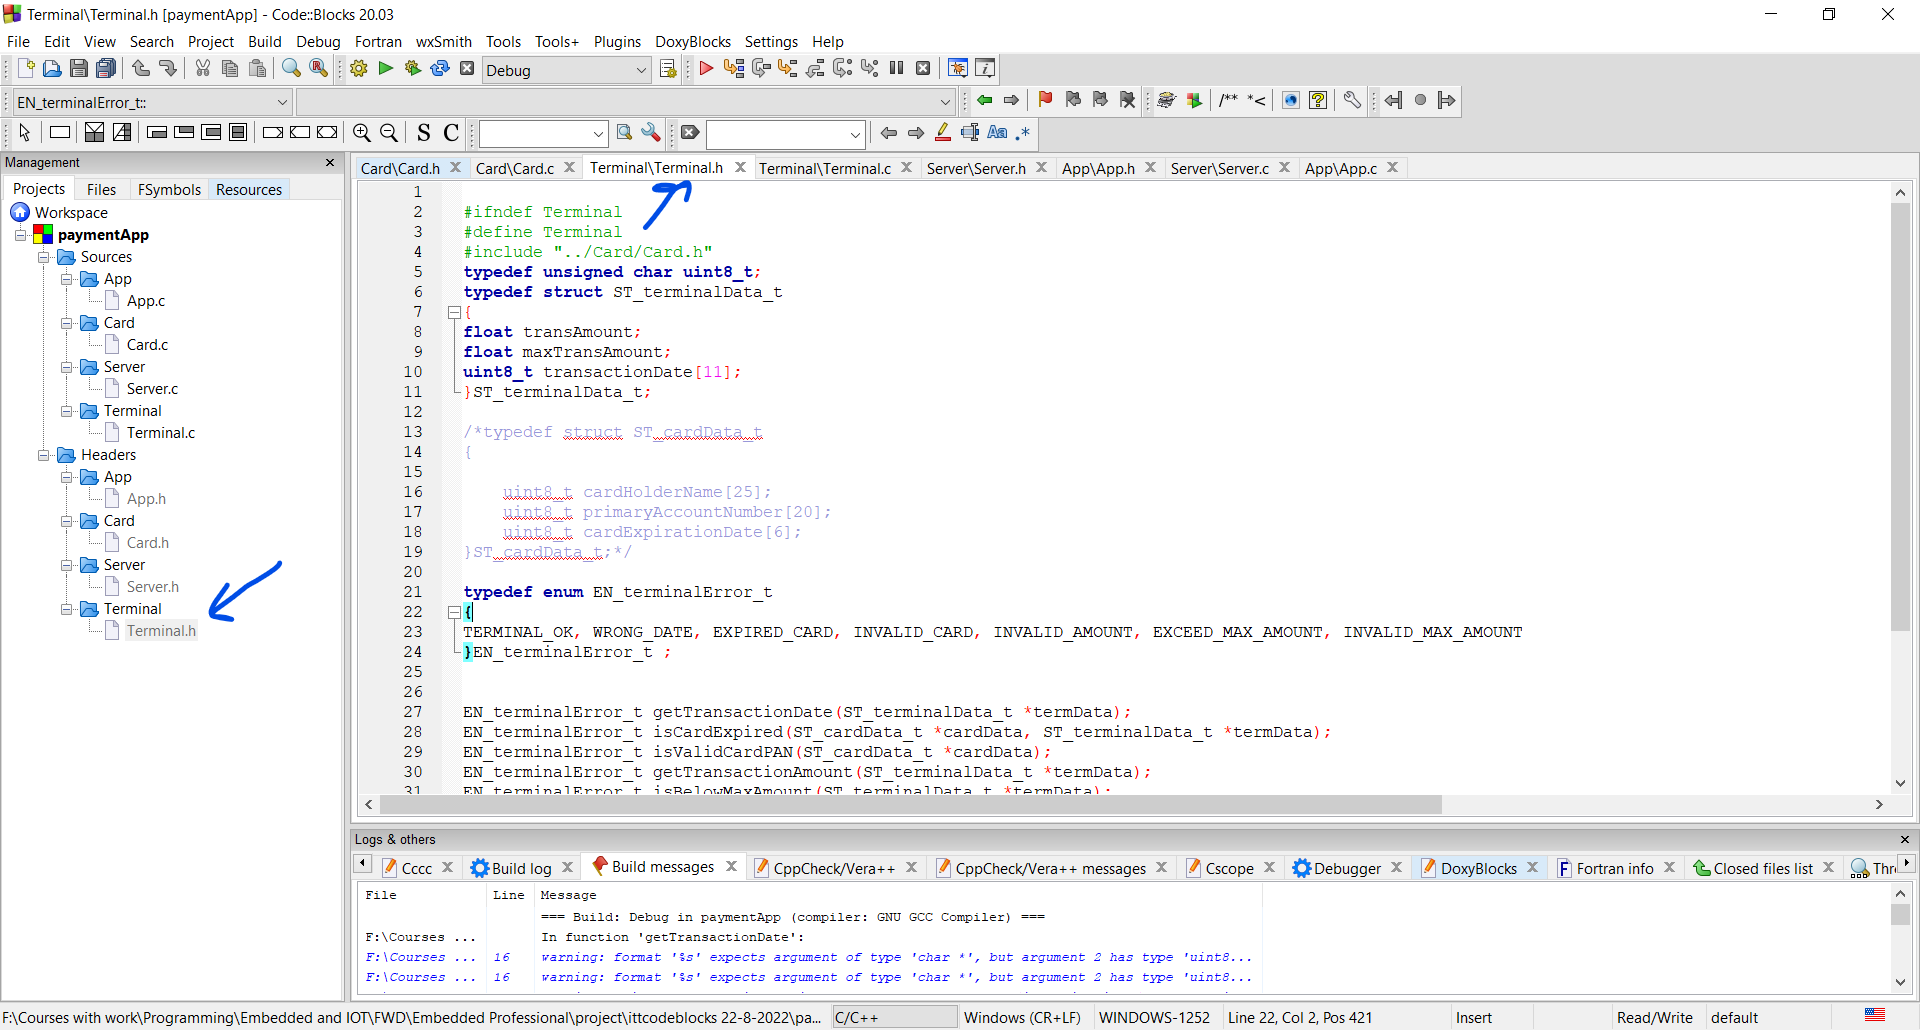 Terminal\Terminal.h [paymentApp] - Code::Blocks 20.03
File Edit View Search Project Build Debug Fortran wxSmith Tools Tools+ Plugins DoxyBlocks Settings Help
Debug
EN_terminalError_t::
/** *<
S C
Aa .*
Management
Projects Files FSymbols Resources
Workspace
paymentApp
Sources
App
App.c
Card
Card.c
Server
Server.c
Terminal
Terminal.c
Headers
App
App.h
Card
Card.h
Server
Server.h
Terminal
Terminal.h
Card\Card.h Card\Card.c Terminal\Terminal.h Terminal\Terminal.c Server\Server.h App\App.h Server\Server.c App\App.c
1
2 #ifndef Terminal
3 #define Terminal
4 #include "../Card/Card.h"
5 typedef unsigned char uint8_t;
6 typedef struct ST_terminalData_t
7 {
8 float transAmount;
9 float maxTransAmount;
10 uint8_t transactionDate[11];
11 }ST_terminalData_t;
12
13 /*typedef struct ST_cardData_t
14 {
15
16 uint8_t cardHolderName[25];
17 uint8_t primaryAccountNumber[20];
18 uint8_t cardExpirationDate[6];
19 }ST_cardData_t;*/
20
21 typedef enum EN_terminalError_t
22 {
23 TERMINAL_OK, WRONG_DATE, EXPIRED_CARD, INVALID_CARD, INVALID_AMOUNT, EXCEED_MAX_AMOUNT, INVALID_MAX_AMOUNT
24 }EN_terminalError_t ;
25
26
27 EN_terminalError_t getTransactionDate(ST_terminalData_t *termData);
28 EN_terminalError_t isCardExpired(ST_cardData_t *cardData, ST_terminalData_t *termData);
29 EN_terminalError_t isValidCardPAN(ST_cardData_t *cardData);
30 EN_terminalError_t getTransactionAmount(ST_terminalData_t *termData);
31 EN_terminalError_t isBelowMaxAmount(ST_terminalData_t *termData);
Logs & others
Cccc Build log Build messages CppCheck/Vera++ CppCheck/Vera++ messages Cscope Debugger DoxyBlocks Fortran info Closed files list Thr
File Line Message
=== Build: Debug in paymentApp (compiler: GNU GCC Compiler) ===
F:\Courses ... In function 'getTransactionDate':
F:\Courses ... 16 warning: format '%s' expects argument of type 'char *', but argument 2 has type 'uint8...
F:\Courses ... 16 warning: format '%s' expects argument of type 'char *', but argument 2 has type 'uint8...
F:\Courses with work\Programming\Embedded and IOT\FWD\Embedded Professional\project\ittcodeblocks 22-8-2022\pa... C/C++ Windows (CR+LF) WINDOWS-1252 Line 22, Col 2, Pos 421 Insert Read/Write default